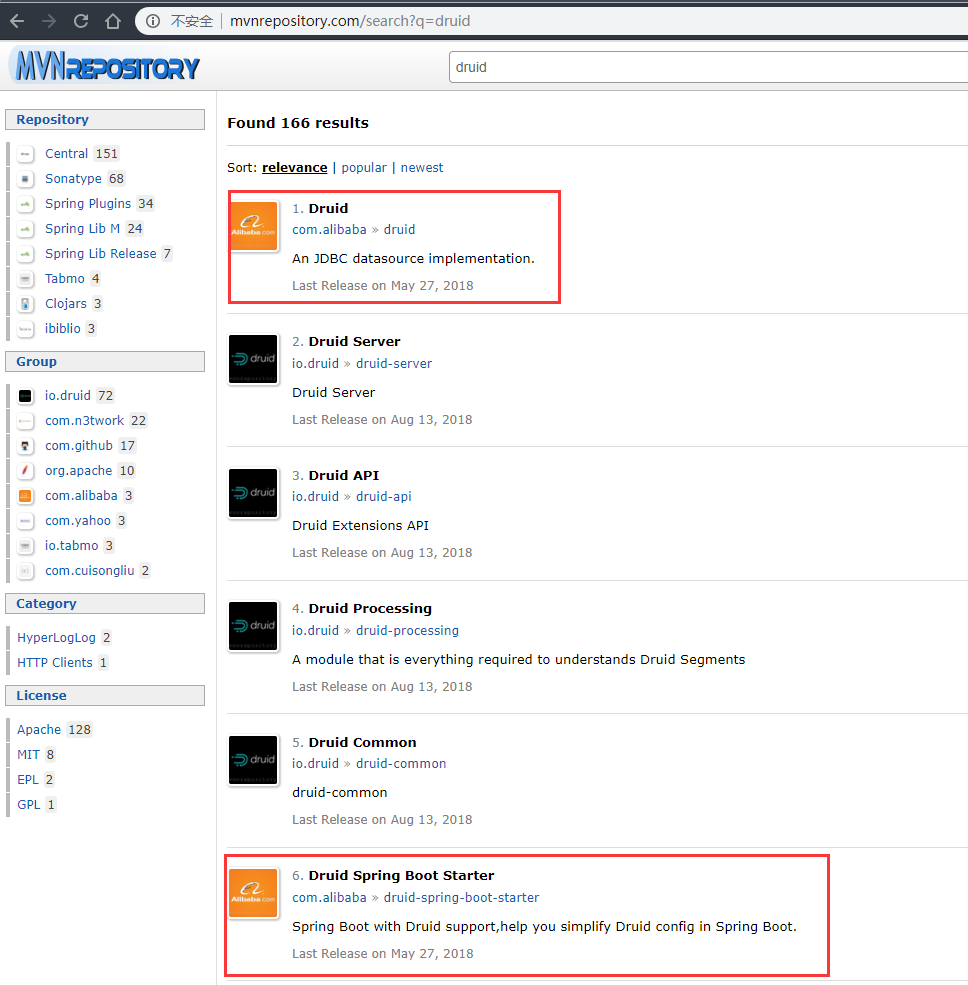 不安全 | mvnrepository.com/search?q=druid
MVNREPOSITORY
druid
Repository
Central 151
Sonatype 68
Spring Plugins 34
Spring Lib M 24
Spring Lib Release 7
Tabmo 4
Clojars 3
ibiblio 3
Group
io.druid 72
com.n3twork 22
com.github 17
org.apache 10
com.alibaba 3
com.yahoo 3
io.tabmo 3
com.cuisongliu 2
Category
HyperLogLog 2
HTTP Clients 1
License
Apache 128
MIT 8
EPL 2
GPL 1
Found 166 results
Sort: relevance | popular | newest
Alibaba.com
1. Druid
com.alibaba » druid
An JDBC datasource implementation.
Last Release on May 27, 2018
druid
2. Druid Server
io.druid » druid-server
Druid Server
Last Release on Aug 13, 2018
druid
3. Druid API
io.druid » druid-api
Druid Extensions API
Last Release on Aug 13, 2018
druid
4. Druid Processing
io.druid » druid-processing
A module that is everything required to understands Druid Segments
Last Release on Aug 13, 2018
druid
5. Druid Common
io.druid » druid-common
druid-common
Last Release on Aug 13, 2018
Alibaba.com
6. Druid Spring Boot Starter
com.alibaba » druid-spring-boot-starter
Spring Boot with Druid support,help you simplify Druid config in Spring Boot.
Last Release on May 27, 2018